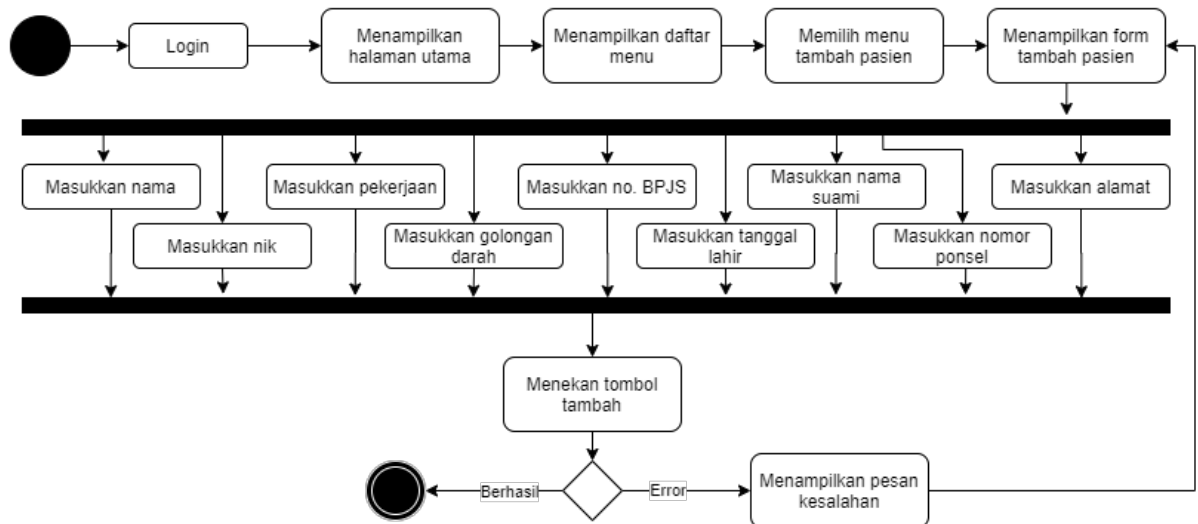 Login
Menampilkan
halaman utama
Menampilkan daftar
menu
Memilih menu
tambah pasien
Menampilkan form
tambah pasien
Masukkan nama
Masukkan nik
Masukkan pekerjaan
Masukkan golongan
darah
Masukkan no. BPJS
Masukkan tanggal
lahir
Masukkan nama
suami
Masukkan nomor
ponsel
Masukkan alamat
Menekan tombol
tambah
Berhasil
Error
Menampilkan pesan
kesalahan